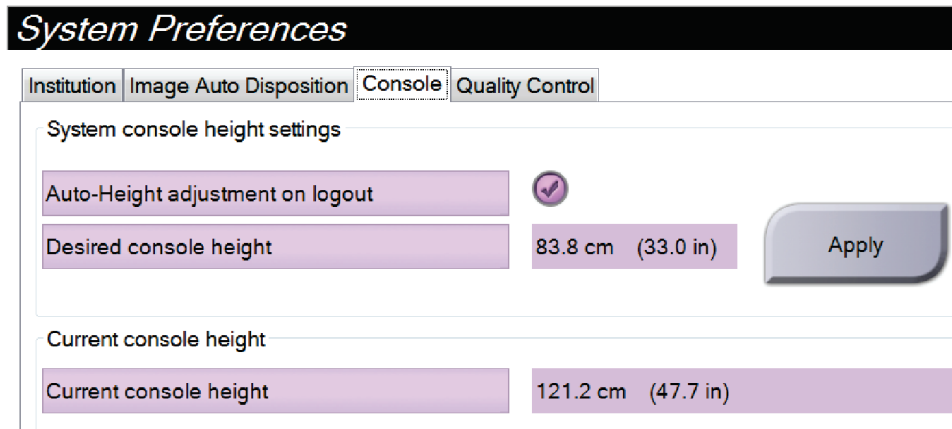 System Preferences
Institution Image Auto Disposition Console Quality Control
System console height settings
Auto-Height adjustment on logout
Desired console height 83.8 cm (33.0 in) Apply
Current console height
Current console height 121.2 cm (47.7 in)